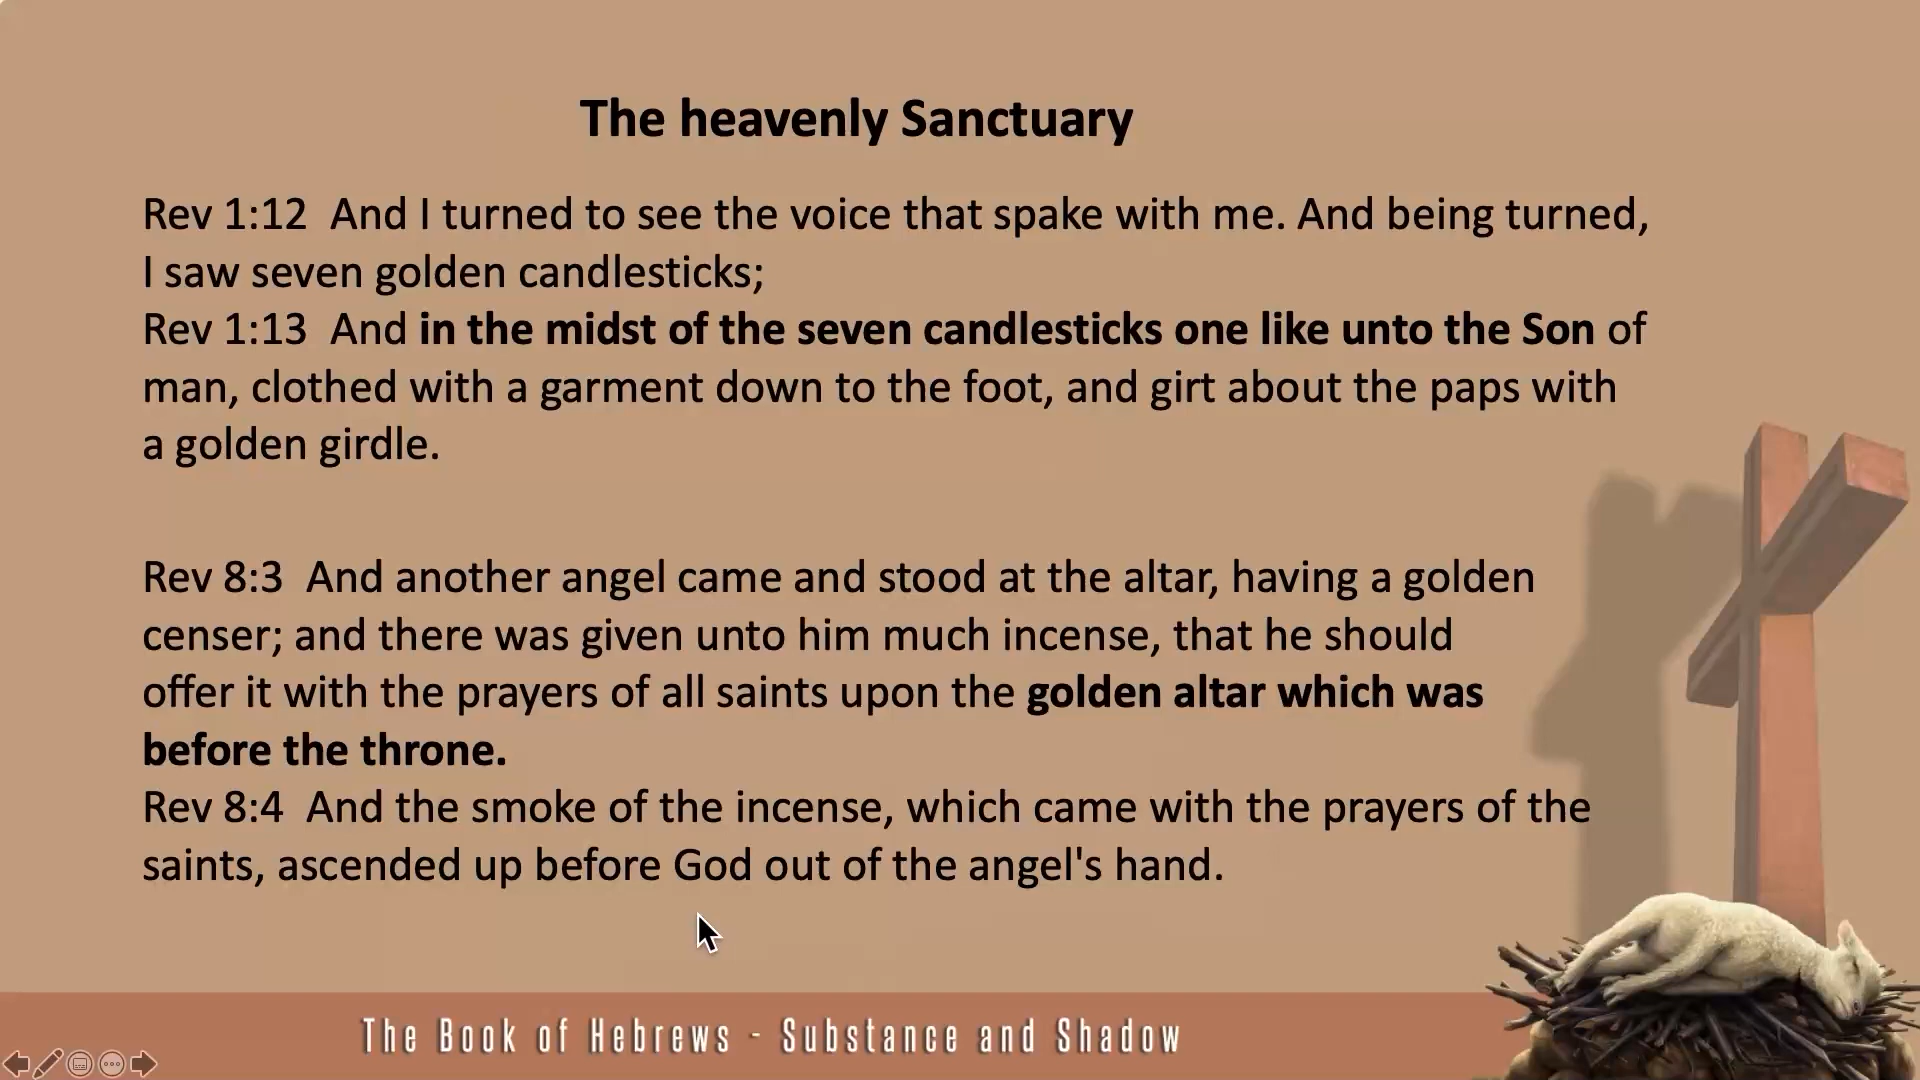 The heavenly Sanctuary
Rev 1:12  And I turned to see the voice that spake with me. And being turned,
I saw seven golden candlesticks;
Rev 1:13  And in the midst of the seven candlesticks one like unto the Son of
man, clothed with a garment down to the foot, and girt about the paps with
a golden girdle.
Rev 8:3  And another angel came and stood at the altar, having a golden
censer; and there was given unto him much incense, that he should
offer it with the prayers of all saints upon the golden altar which was
before the throne.
Rev 8:4  And the smoke of the incense, which came with the prayers of the
saints, ascended up before God out of the angel's hand.
The Book of Hebrews - Substance and Shadow